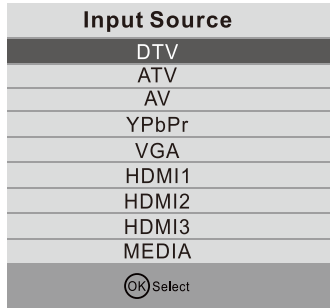 Input Source
DTV
ATV
AV
YPbPr
VGA
HDMI1
HDMI2
HDMI3
MEDIA
OK Select